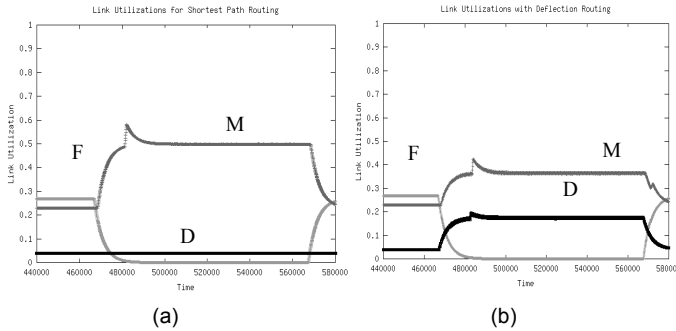 Link Utilizations for Shortest Path Routing
1
0.9
0.8
0.7
0.6
0.5
0.4
0.3
0.2
0.1
0
Link Utilization
F
M
D
440000 460000 480000 500000 520000 540000 560000 580000
Time
(a)
Link Utilizations with Deflection Routing
1
0.9
0.8
0.7
0.6
0.5
0.4
0.3
0.2
0.1
0
Link Utilization
F
M
D
440000 460000 480000 500000 520000 540000 560000 580000
Time
(b)